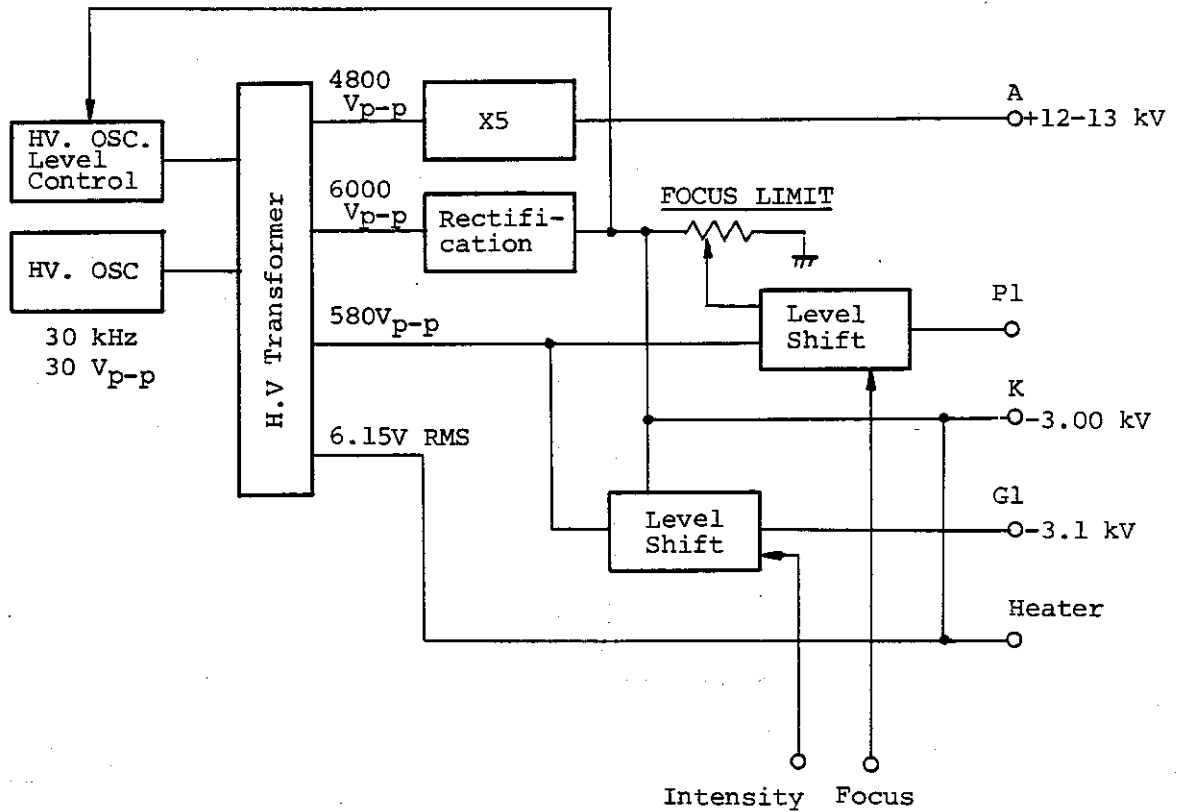 HV. OSC.
Level
Control
HV. OSC
30 kHz
30 Vp-p
H.V Transformer
4800
Vp-p
X5
A
+12-13 kV
6000
Vp-p
Rectifi-
cation
FOCUS LIMIT
580Vp-p
Level
Shift
P1
K
-3.00 kV
6.15V RMS
Level
Shift
G1
-3.1 kV
Heater
Intensity
Focus